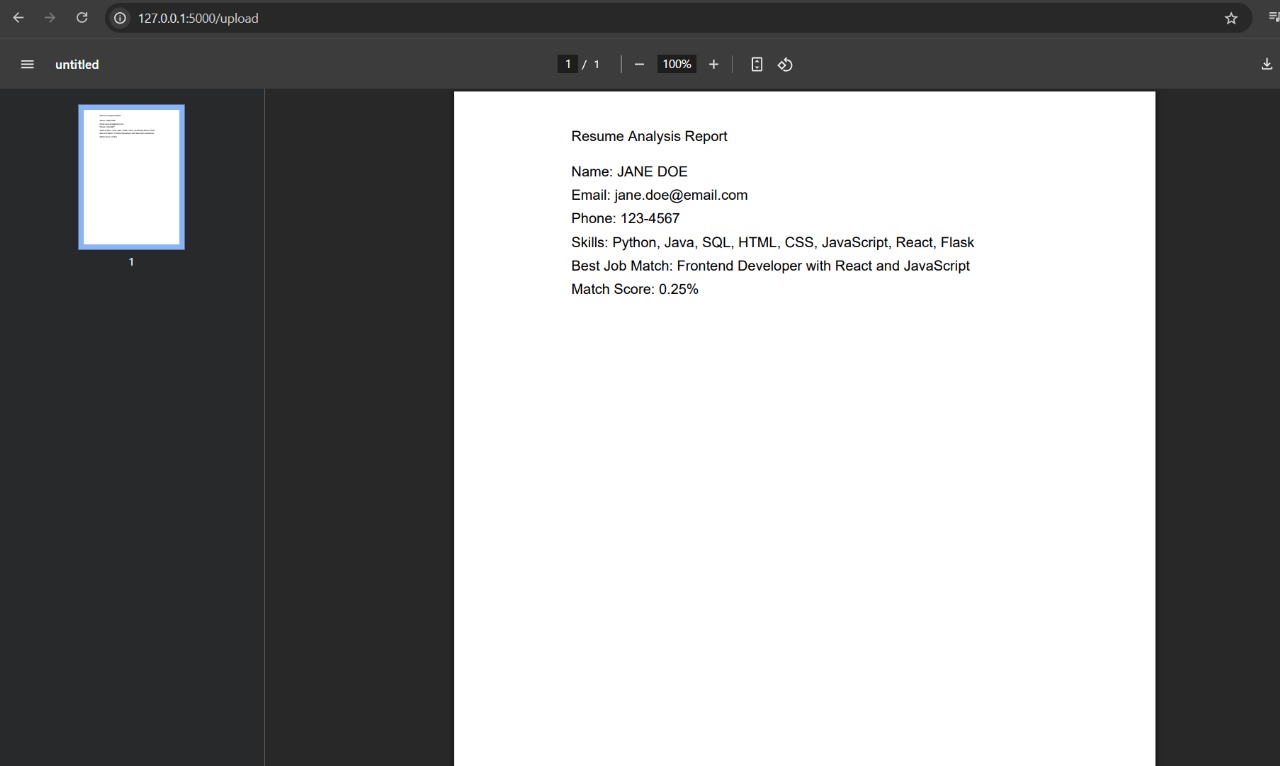 127.0.0.1:5000/upload
untitled
1 / 1
100%
1
Resume Analysis Report
Name: JANE DOE
Email: jane.doe@email.com
Phone: 123-4567
Skills: Python, Java, SQL, HTML, CSS, JavaScript, React, Flask
Best Job Match: Frontend Developer with React and JavaScript
Match Score: 0.25%